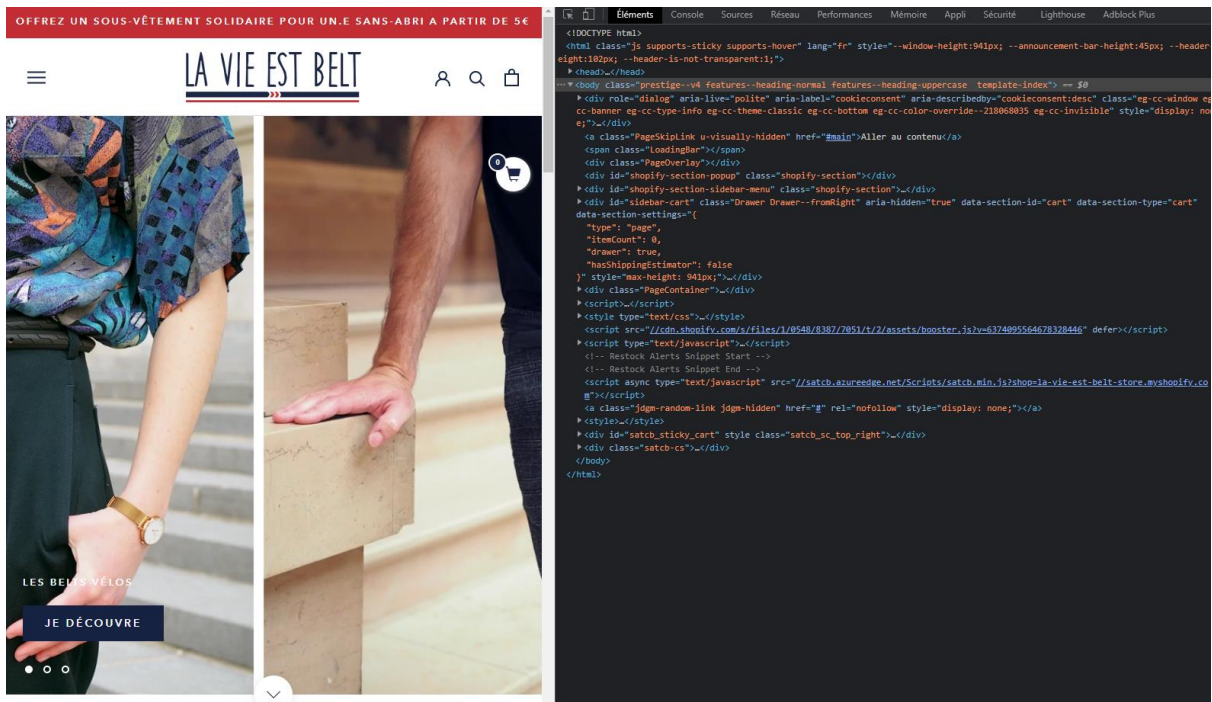 OFFREZ UN SOUS-VÊTEMENT SOLIDAIRE POUR UN.E SANS-ABRI A PARTIR DE 5€
LA VIE EST BELT
0
LES BELTS VÉLOS
JE DÉCOUVRE
Éléments Console Sources Réseau Performances Mémoire Appli Sécurité Lighthouse Adblock Plus
<!DOCTYPE html>
<html class="js supports-sticky supports-hover" lang="fr" style="--window-height:941px; --announcement-bar-height:45px; --header-
eight:102px; --header-is-not-transparent:1;">
<head>…</head>
<body class="prestige--v4 features--heading-normal features--heading-uppercase  template-index"> == $0
<div role="dialog" aria-live="polite" aria-label="cookieconsent" aria-describedby="cookieconsent:desc" class="eg-cc-window eg
cc-banner eg-cc-type-info eg-cc-theme-classic eg-cc-bottom eg-cc-color-override--218068035 eg-cc-invisible" style="display: no
e;">…</div>
<a class="PageSkipLink u-visually-hidden" href="#main">Aller au contenu</a>
<span class="LoadingBar"></span>
<div class="PageOverlay"></div>
<div id="shopify-section-popup" class="shopify-section"></div>
<div id="shopify-section-sidebar-menu" class="shopify-section">…</div>
<div id="sidebar-cart" class="Drawer Drawer--fromRight" aria-hidden="true" data-section-id="cart" data-section-type="cart"
data-section-settings="{
"type": "page",
"itemCount": 0,
"drawer": true,
"hasShippingEstimator": false
}" style="max-height: 941px;">…</div>
<div class="PageContainer">…</div>
<script>…</script>
<style type="text/css">…</style>
<script src="//cdn.shopify.com/s/files/1/0548/8387/7051/t/2/assets/booster.js?v=6374095564678328446" defer></script>
<script type="text/javascript">…</script>
<!-- Restock Alerts Snippet Start -->
<!-- Restock Alerts Snippet End -->
<script async type="text/javascript" src="//satcb.azureedge.net/Scripts/satcb.min.js?shop=la-vie-est-belt-store.myshopify.co
m"></script>
<a class="jdgm-random-link jdgm-hidden" href="#" rel="nofollow" style="display: none;"></a>
<style>…</style>
<div id="satcb_sticky_cart" style class="satcb_sc_top_right">…</div>
<div class="satcb-cs">…</div>
</body>
</html>